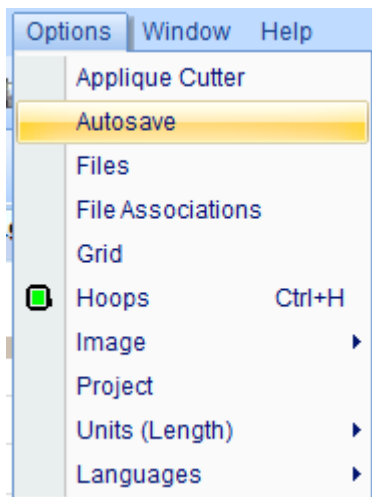 Options Window Help
Applique Cutter
Autosave
Files
File Associations
Grid
Hoops Ctrl+H
Image
Project
Units (Length)
Languages